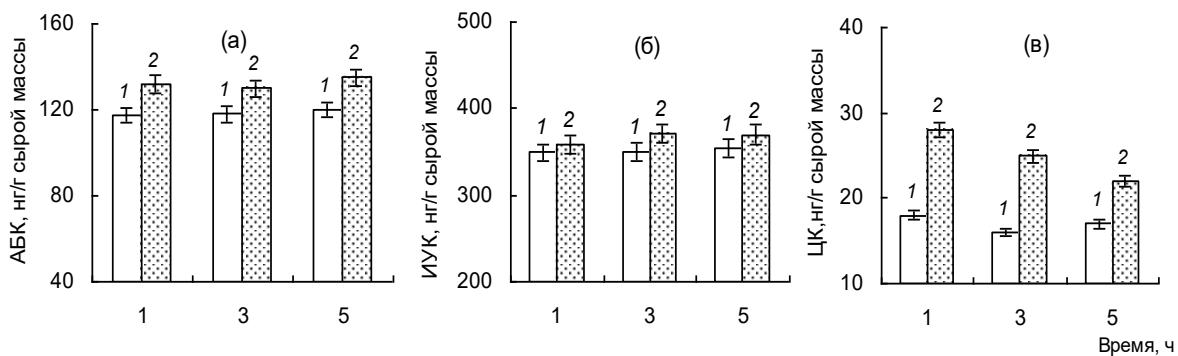 (а)
АБК, нг/г сырой массы
160
120
80
40
1 2
1 2
1 2
1 3 5
(б)
ИУК, нг/г сырой массы
500
400
300
200
1 2
1 2
1 2
1 3 5
(в)
ЦК,нг/г сырой массы
40
30
20
10
1 2
1 2
1 2
1 3 5
Время, ч